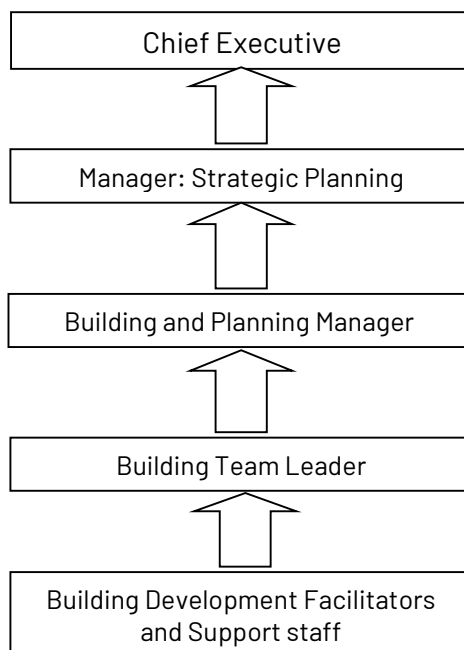 Chief Executive
Manager: Strategic Planning
Building and Planning Manager
Building Team Leader
Building Development Facilitators
and Support staff